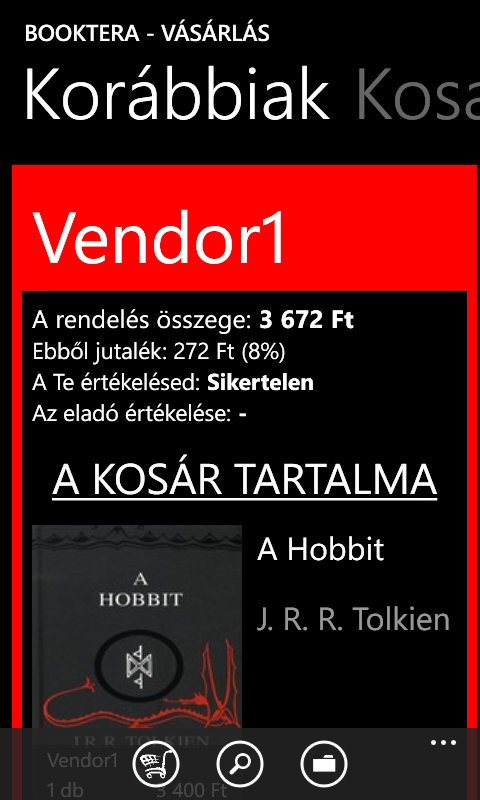 BOOKTERA - VÁSÁRLÁS
Korábbiak Kosa
Vendor1
A rendelés összege: 3 672 Ft
Ebből jutalék: 272 Ft (8%)
A Te értékelésed: Sikertelen
Az eladó értékelése: -
A KOSÁR TARTALMA
A
HOBBIT
A Hobbit
J. R. R. Tolkien
J.R.R. TOLKIEN
Vendor1
1 db 3 400 Ft